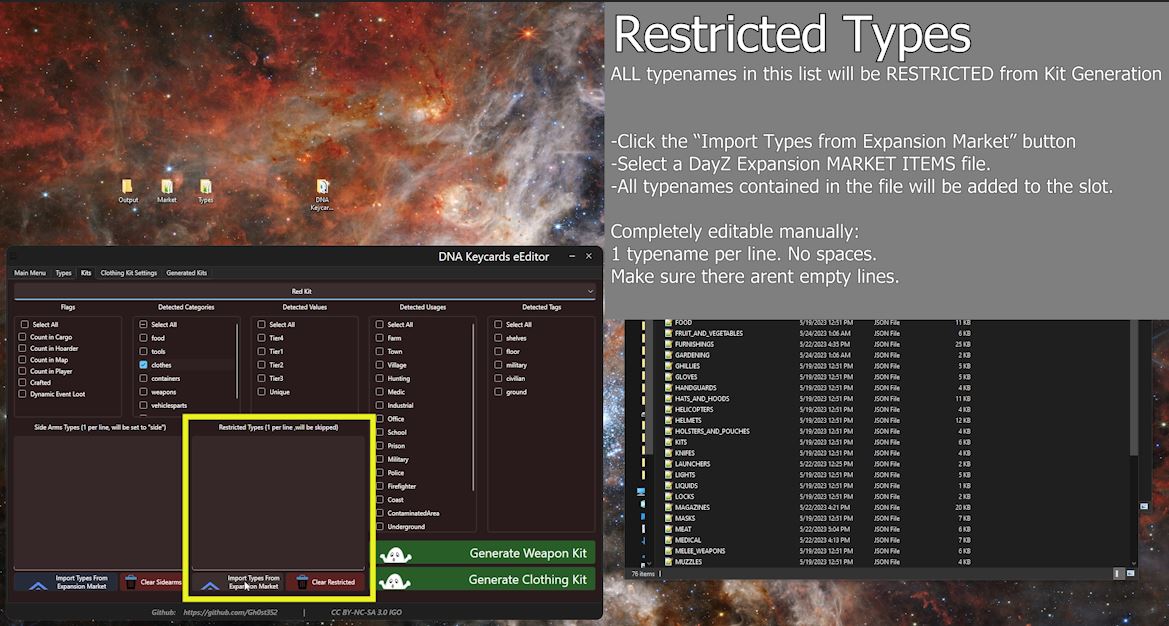 Restricted Types
ALL typenames in this list will be RESTRICTED from Kit Generation
-Click the “Import Types from Expansion Market” button
-Select a DayZ Expansion MARKET ITEMS file.
-All typenames contained in the file will be added to the slot.
Completely editable manually:
1 typename per line. No spaces.
Make sure there arent empty lines.
Output
Market
Types
DNA
Keycar...
DNA Keycards eEditor
Main Menu Types Kits Clothing Kit Settings Generated Kits
Red Kit
Flags
Select All
Count in Cargo
Count in Hoarder
Count in Map
Count in Player
Crafted
Dynamic Event Loot
Detected Categories
Select All
food
tools
clothes
containers
weapons
vehiclesparts
Detected Values
Select All
Tier4
Tier1
Tier2
Tier3
Unique
Detected Usages
Select All
Farm
Town
Village
Hunting
Medic
Industrial
Office
School
Prison
Military
Police
Firefighter
Coast
ContaminatedArea
Underground
Detected Tags
Select All
shelves
floor
military
civilian
ground
Side Arms Types (1 per line, will be set to "side")
Restricted Types (1 per line ,will be skipped)
Import Types From
Expansion Market
Clear Sidearms
Import Types From
Expansion Market
Clear Restricted
Generate Weapon Kit
Generate Clothing Kit
Github: https://github.com/Gh0st352 | CC BY-NC-SA 3.0 IGO
FOOD 5/19/2023 12:51 PM JSON File 11 KB
FRUIT_AND_VEGETABLES 5/24/2023 1:06 AM JSON File 6 KB
FURNISHINGS 5/22/2023 4:35 PM JSON File 25 KB
GARDENING 5/24/2023 1:06 AM JSON File 2 KB
GHILLIES 5/19/2023 12:51 PM JSON File 5 KB
GLOVES 5/19/2023 12:51 PM JSON File 5 KB
HANDGUARDS 5/19/2023 12:51 PM JSON File 4 KB
HATS_AND_HOODS 5/19/2023 12:51 PM JSON File 11 KB
HELICOPTERS 5/19/2023 12:51 PM JSON File 4 KB
HELMETS 5/19/2023 12:51 PM JSON File 12 KB
HOLSTERS_AND_POUCHES 5/19/2023 12:51 PM JSON File 4 KB
KITS 5/19/2023 12:51 PM JSON File 6 KB
KNIFES 5/19/2023 12:51 PM JSON File 4 KB
LAUNCHERS 5/23/2023 12:25 PM JSON File 2 KB
LIGHTS 5/19/2023 12:51 PM JSON File 5 KB
LIQUIDS 5/19/2023 12:51 PM JSON File 1 KB
LOCKS 5/19/2023 12:51 PM JSON File 2 KB
MAGAZINES 5/22/2023 4:21 PM JSON File 20 KB
MASKS 5/19/2023 12:51 PM JSON File 7 KB
MEAT 5/22/2023 5:04 PM JSON File 6 KB
MEDICAL 5/22/2023 4:13 PM JSON File 7 KB
MELEE_WEAPONS 5/19/2023 12:51 PM JSON File 6 KB
MUZZLES 5/19/2023 12:51 PM JSON File 7 KB
76 items